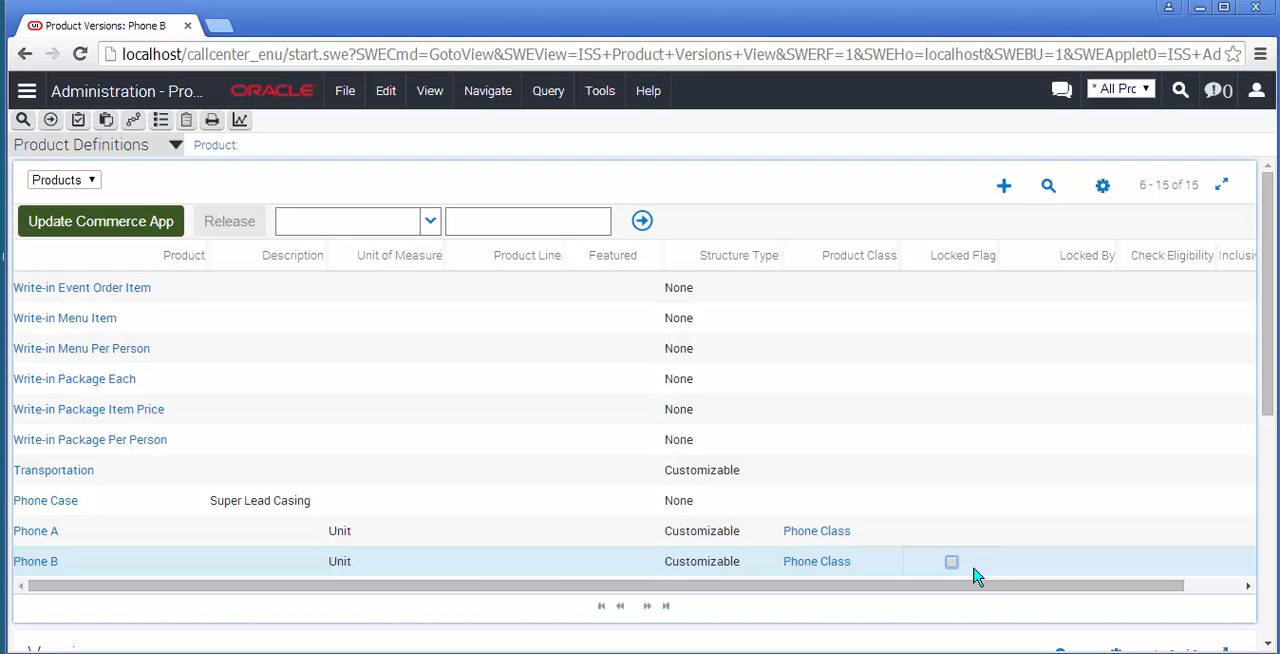 Product Versions: Phone B
localhost/callcenter_enu/start.swe?SWECmd=GotoView&SWEView=ISS+Product+Versions+View&SWERF=1&SWEHo=localhost&SWEBU=1&SWEApplet0=ISS+Ad
Administration - Pro... ORACLE File Edit View Navigate Query Tools Help * All Prc 0
Product Definitions Product:
Products 6 - 15 of 15
Update Commerce App Release
Product Description Unit of Measure Product Line Featured Structure Type Product Class Locked Flag Locked By Check Eligibility Inclusi
Write-in Event Order Item None
Write-in Menu Item None
Write-in Menu Per Person None
Write-in Package Each None
Write-in Package Item Price None
Write-in Package Per Person None
Transportation Customizable
Phone Case Super Lead Casing None
Phone A Unit Customizable Phone Class
Phone B Unit Customizable Phone Class